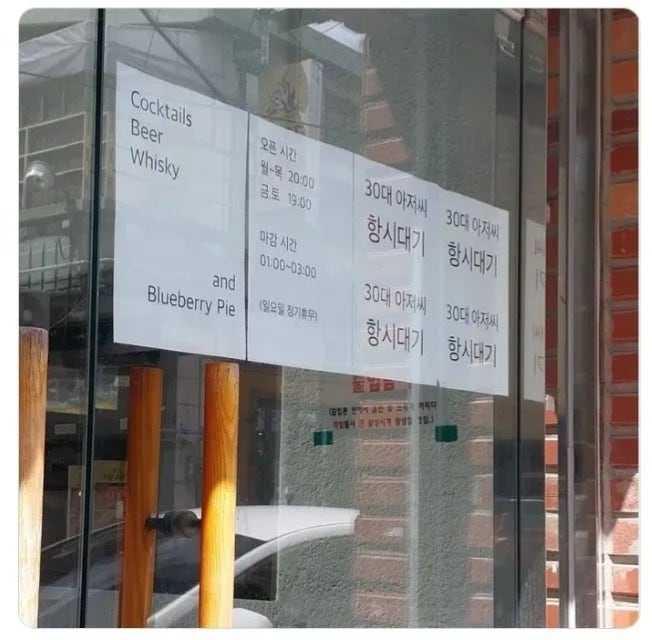 Cocktails
Beer
Whisky
and
Blueberry Pie
오픈 시간
월~목 20:00
금토 19:00
마감 시간
01:00~03:00
(일요일 정기휴무)
30대 아저씨
항시대기
30대 아저씨
항시대기
30대 아저씨
항시대기
30대 아저씨
항시대기